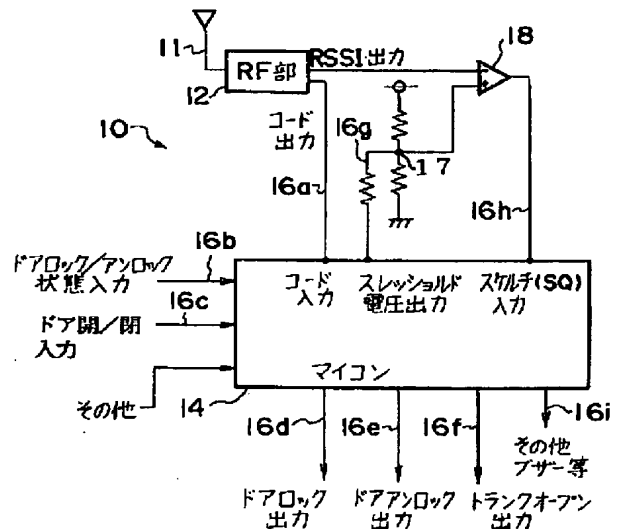 11
12
RF部
RSSI出力
18
コード
出力
10
16g
17
16a
16h
ドアロック/アンロック
状態入力
16b
コード
入力
スレッショルド
電圧出力
スケルチ(SQ)
入力
ドア開/閉
入力
16c
マイコン
その他
14
16d
16e
16f
16i
その他
ブザー等
ドアロック
出力
ドアアンロック
出力
トランクオープン
出力